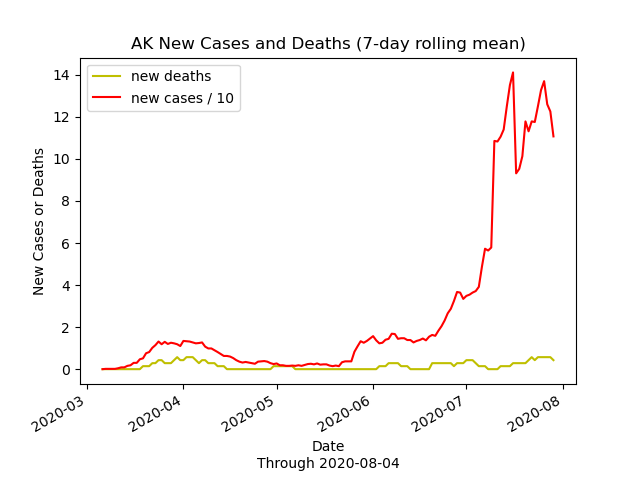 AK New Cases and Deaths (7-day rolling mean)
new deaths
new cases / 10
14
12
10
8
6
4
2
0
New Cases or Deaths
2020-03
2020-04
2020-05
2020-06
2020-07
2020-08
Date
Through 2020-08-04